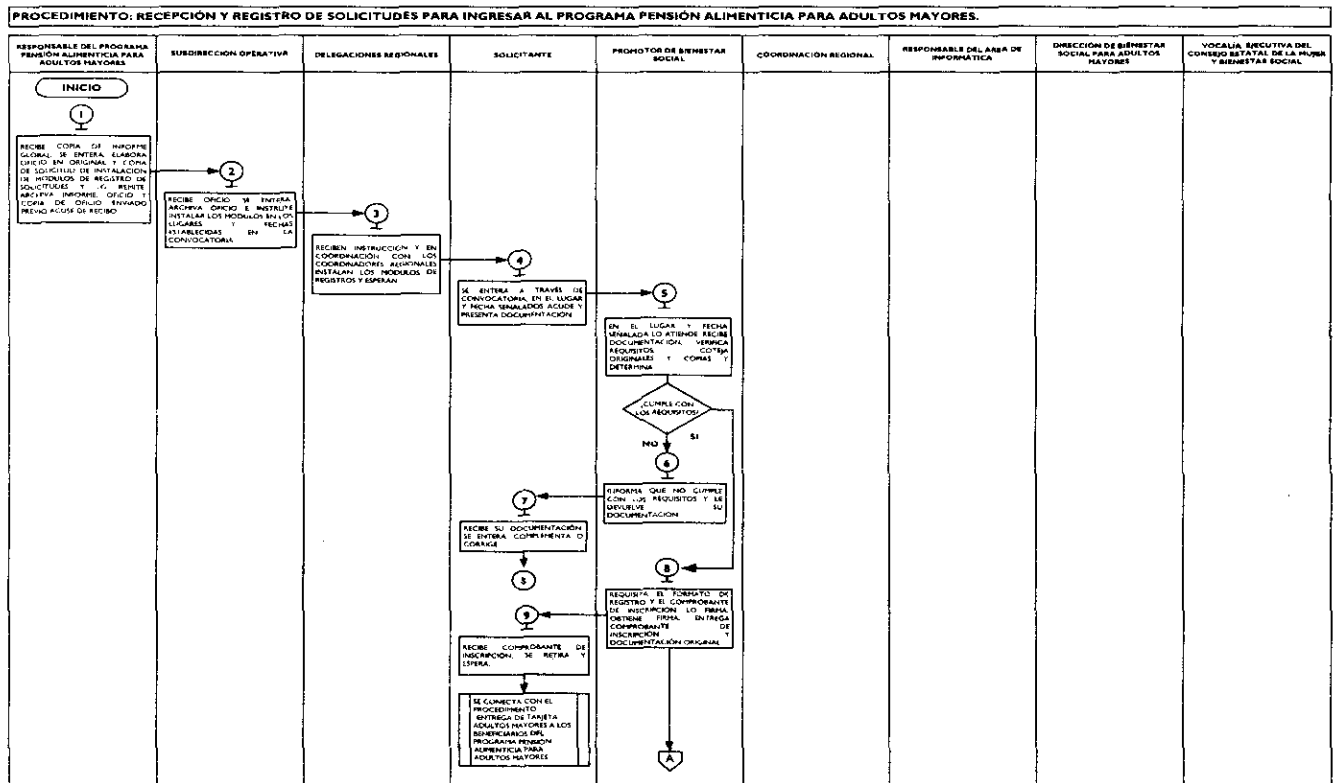 PROCEDIMIENTO: RECEPCIÓN Y REGISTRO DE SOLICITUDES PARA INGRESAR AL PROGRAMA PENSIÓN ALIMENTICIA PARA ADULTOS MAYORES.
RESPONSABLE DEL PROGRAMA
PENSIÓN ALIMENTICIA PARA
ADULTOS MAYORES
SUBDIRECCIÓN OPERATIVA
DELEGACIONES REGIONALES
SOLICITANTE
PROMOTOR DE BIENESTAR
SOCIAL
COORDINACIÓN REGIONAL
RESPONSABLE DEL ÁREA DE
INFORMÁTICA
DIRECCIÓN DE BIENESTAR
SOCIAL PARA ADULTOS
MAYORES
VOCALÍA EJECUTIVA DEL
CONSEJO ESTATAL DE LA MUJER
Y BIENESTAR SOCIAL
INICIO
1
RECIBE COPIA DE INFORME
GLOBAL, SE ENTERA, ELABORA
OFICIO EN ORIGINAL Y COPIA
DE SOLICITUD DE INSTALACIÓN
DE MÓDULOS DE REGISTRO DE
SOLICITUDES Y LO REMITE.
ARCHIVA INFORME, OFICIO Y
COPIA DE OFICIO ENVIADO
PREVIO ACUSE DE RECIBO
2
RECIBE OFICIO SE ENTERA,
ARCHIVA OFICIO E INSTRUYE
INSTALAR LOS MÓDULOS EN LOS
LUGARES Y FECHAS
ESTABLECIDAS EN LA
CONVOCATORIA
3
RECIBEN INSTRUCCIÓN Y EN
COORDINACIÓN CON LOS
COORDINADORES REGIONALES
INSTALAN LOS MÓDULOS DE
REGISTROS Y ESPERAN
4
SE ENTERA A TRAVÉS DE
CONVOCATORIA, EN EL LUGAR
Y FECHA SEÑALADOS ACUDE Y
PRESENTA DOCUMENTACIÓN
5
EN EL LUGAR Y FECHA
SEÑALADA LO ATIENDE RECIBE
DOCUMENTACIÓN, VERIFICA
REQUISITOS, COTEJA
ORIGINALES Y COPIAS Y
DETERMINA
¿CUMPLE CON
LOS REQUISITOS?
NO
SI
6
INFORMA QUE NO CUMPLE
CON LOS REQUISITOS Y LE
DEVUELVE SU
DOCUMENTACIÓN
7
RECIBE SU DOCUMENTACIÓN
SE ENTERA, COMPLEMENTA O
CORRIGE
5
8
REQUISITA EL FORMATO DE
REGISTRO Y EL COMPROBANTE
DE INSCRIPCIÓN LO FIRMA,
OBTIENE FIRMA, ENTREGA
COMPROBANTE DE
INSCRIPCIÓN Y
DOCUMENTACIÓN ORIGINAL
9
RECIBE COMPROBANTE DE
INSCRIPCIÓN, SE RETIRA Y
ESPERA.
SE CONECTA CON EL
PROCEDIMIENTO
ENTREGA DE TARJETA
ADULTOS MAYORES A LOS
BENEFICIARIOS DEL
PROGRAMA PENSIÓN
ALIMENTICIA PARA
ADULTOS MAYORES
A